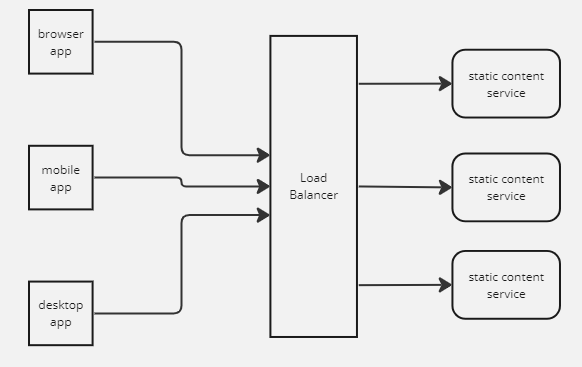 browser
app
mobile
app
desktop
app
Load
Balancer
static content
service
static content
service
static content
service